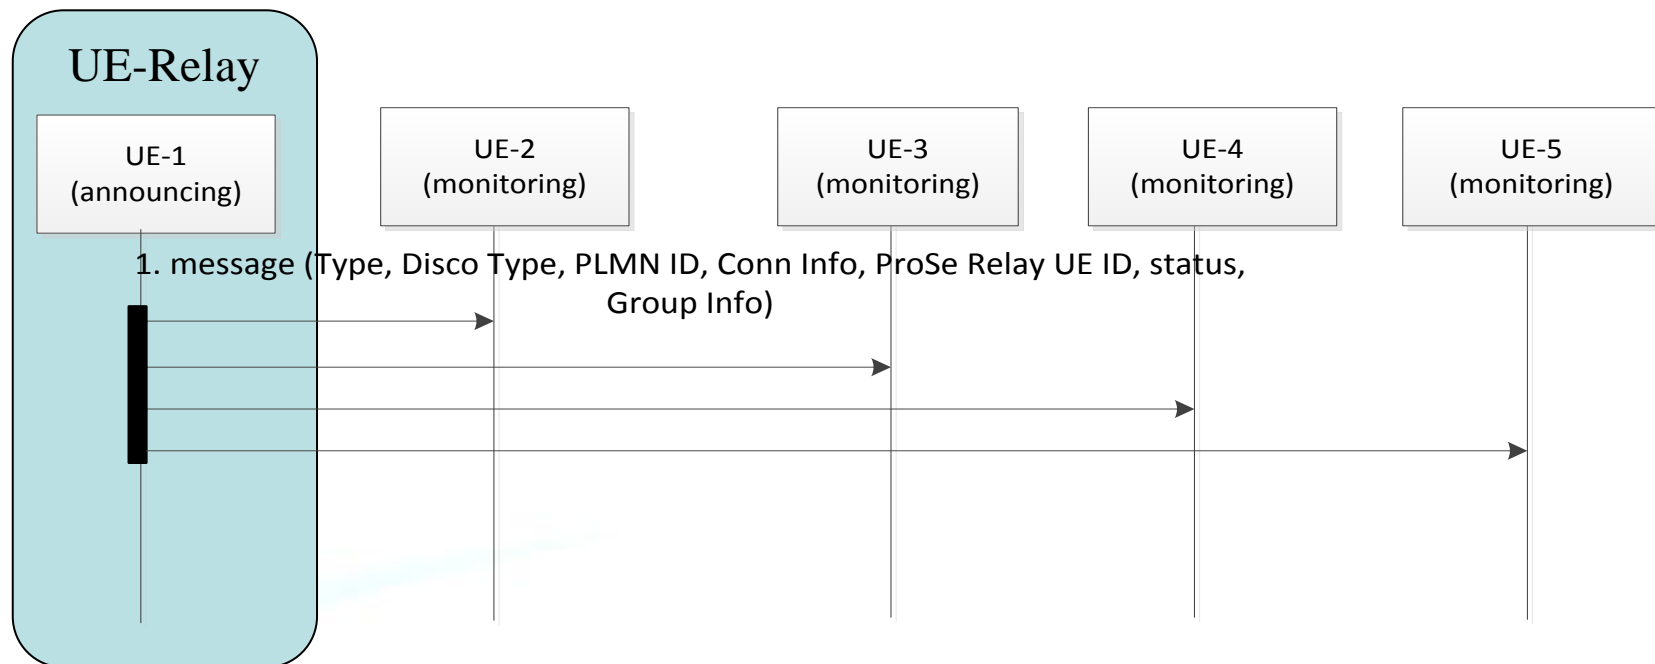 UE-Relay
UE-1
(announcing)
UE-2
(monitoring)
UE-3
(monitoring)
UE-4
(monitoring)
UE-5
(monitoring)
1. message (Type, Disco Type, PLMN ID, Conn Info, ProSe Relay UE ID, status,
Group Info)